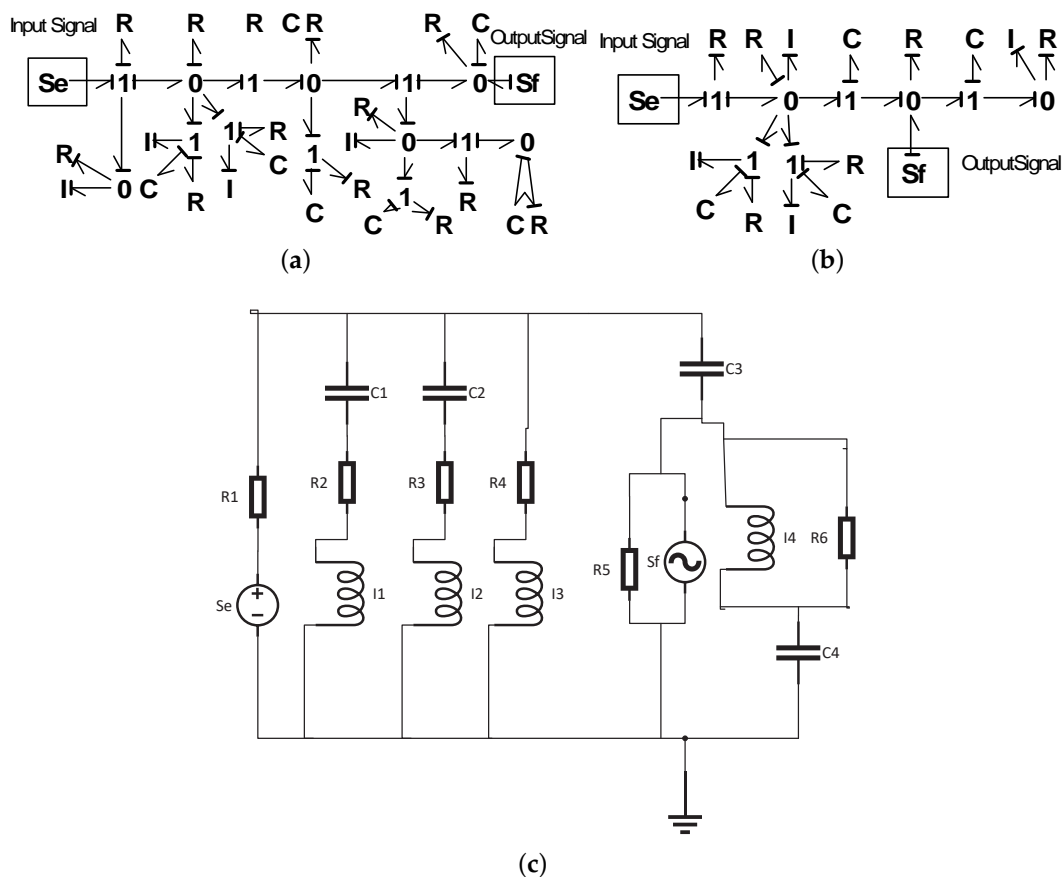 Input Signal R R R C R R C OutputSignal
Se 1 0 1 0 1 0 Sf
R I 0 I 1 1 R R I 0 1 0
C R I C 1 R C 1 R R C R
C
(a)
Input Signal R R I C R C I R
Se 1 0 1 0 1 0
I 1 1 R Sf OutputSignal
C R I C
(b)
C3
C1 C2
R1 R2 R3 R4
I4 R6
R5 Sf
Se I1 I2 I3
C4
(c)